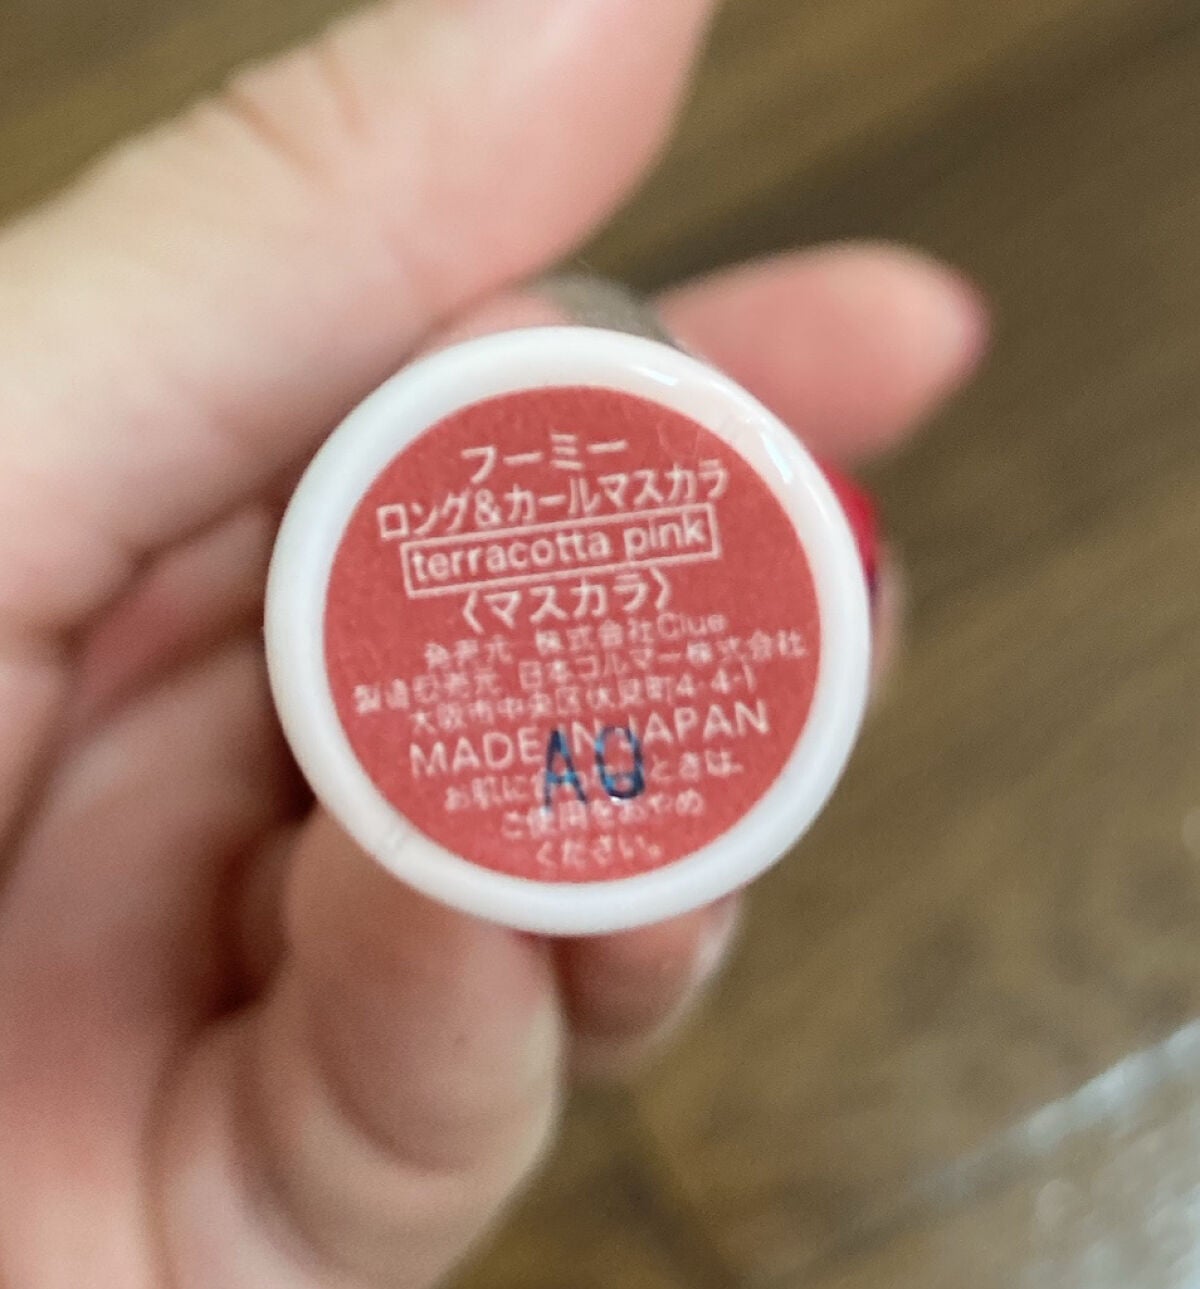 フーミー
ロング&カールマスカラ
terracotta pink
〈マスカラ〉
発売元 株式会社Clue
製造販売元 日本コルマー株式会社
大阪市中央区伏見町4-4-1
MADE IN JAPAN
お肌に合わないときは、
ご使用をおやめ
ください。